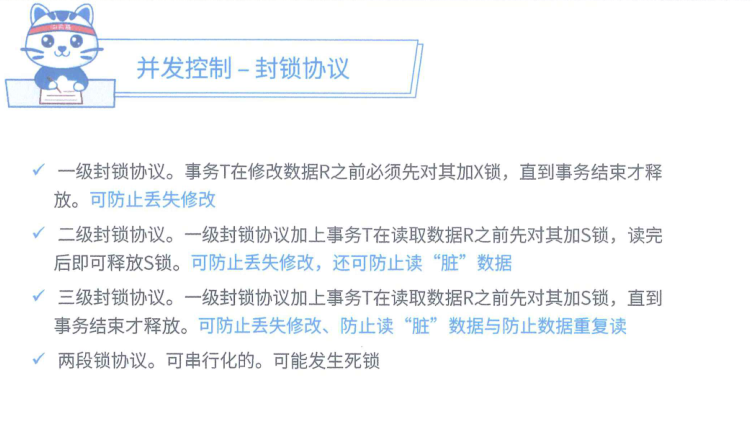 并发控制 – 封锁协议
✓ 一级封锁协议。事务T在修改数据R之前必须先对其加X锁，直到事务结束才释
放。可防止丢失修改
✓ 二级封锁协议。一级封锁协议加上事务T在读取数据R之前先对其加S锁，读完
后即可释放S锁。可防止丢失修改，还可防止读“脏”数据
✓ 三级封锁协议。一级封锁协议加上事务T在读取数据R之前先对其加S锁，直到
事务结束才释放。可防止丢失修改、防止读“脏”数据与防止数据重复读
✓ 两段锁协议。可串行化的。可能发生死锁